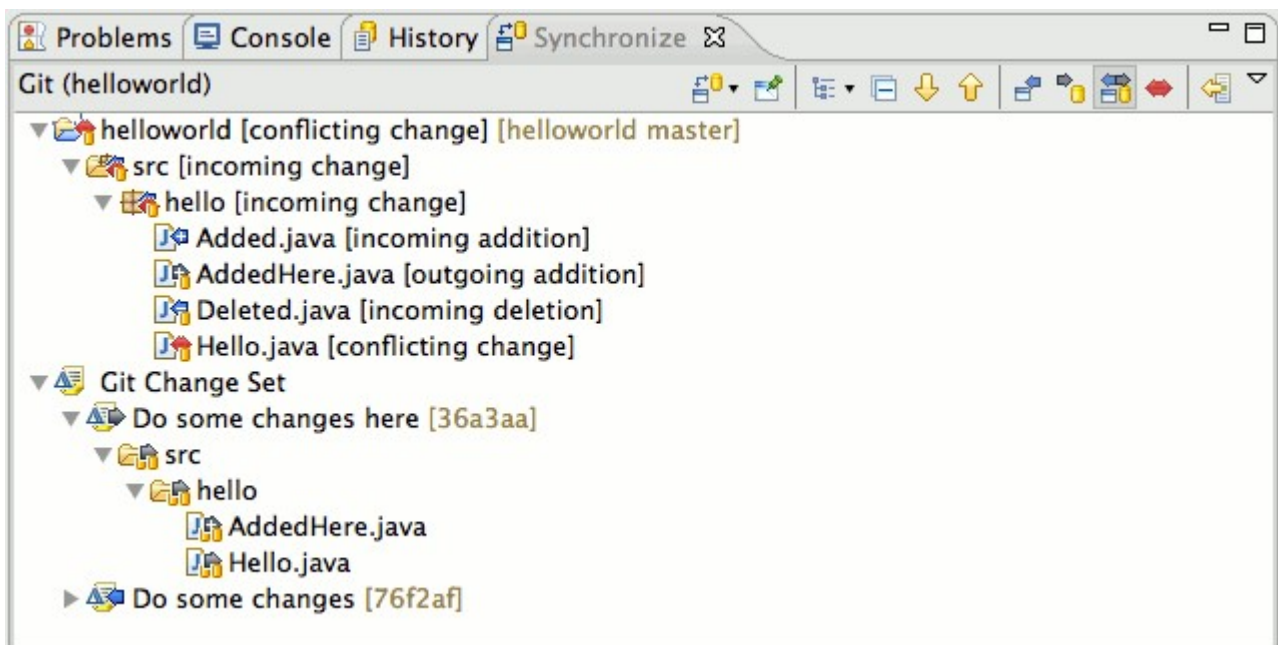 Problems Console History Synchronize
Git (helloworld)
helloworld [conflicting change] [helloworld master]
src [incoming change]
hello [incoming change]
Added.java [incoming addition]
AddedHere.java [outgoing addition]
Deleted.java [incoming deletion]
Hello.java [conflicting change]
Git Change Set
Do some changes here [36a3aa]
src
hello
AddedHere.java
Hello.java
Do some changes [76f2af]